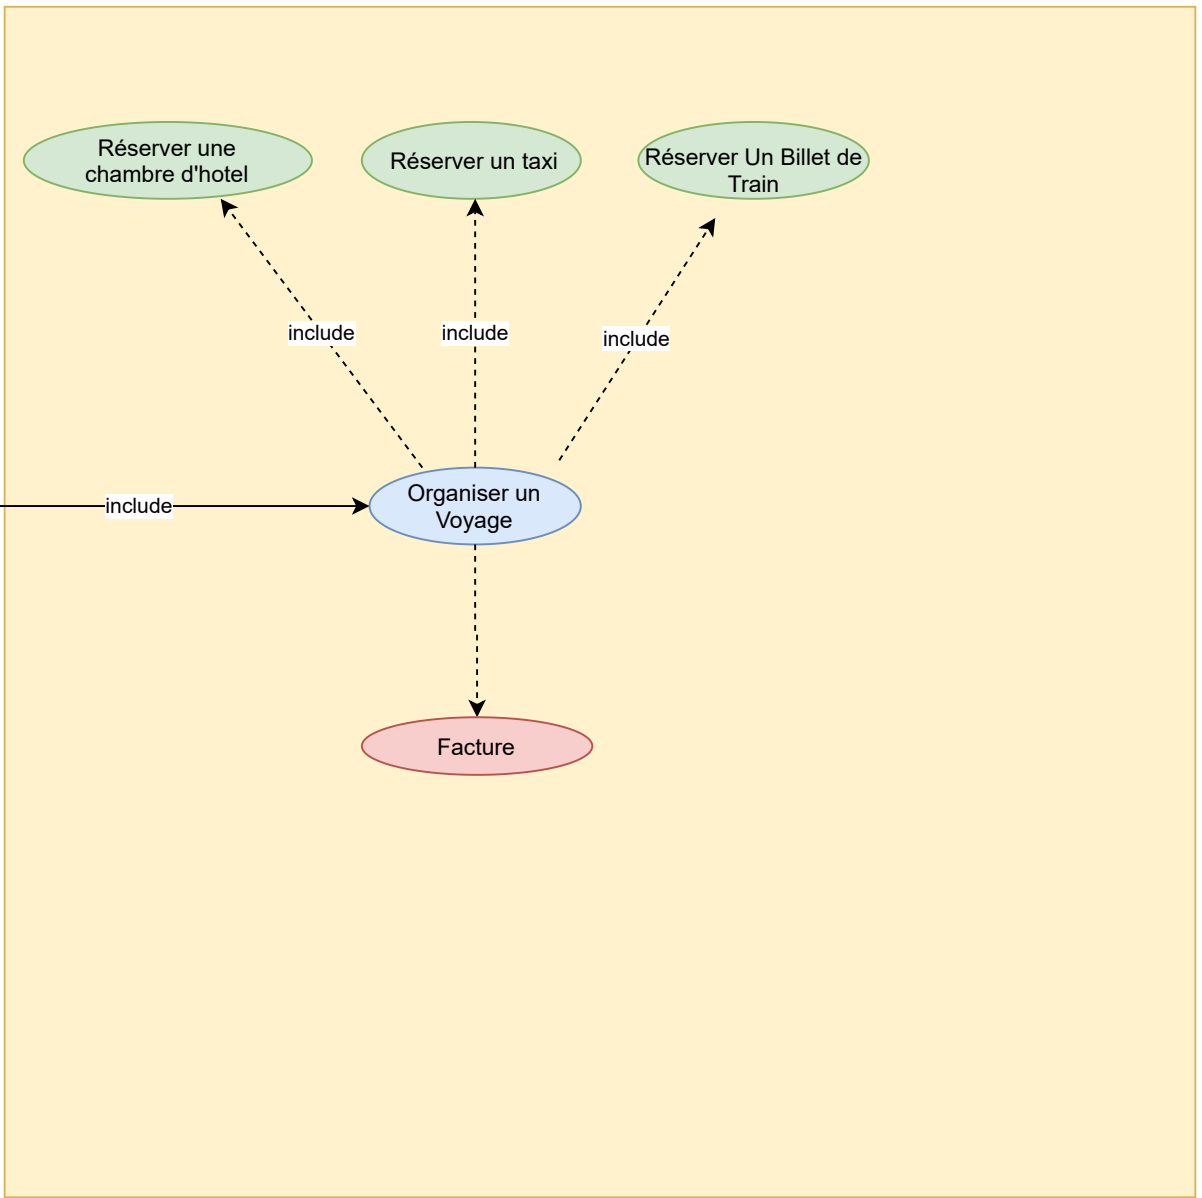 Réserver une
chambre d'hotel
Réserver un taxi
Réserver Un Billet de
Train
include
include
include
include
Organiser un
Voyage
Facture